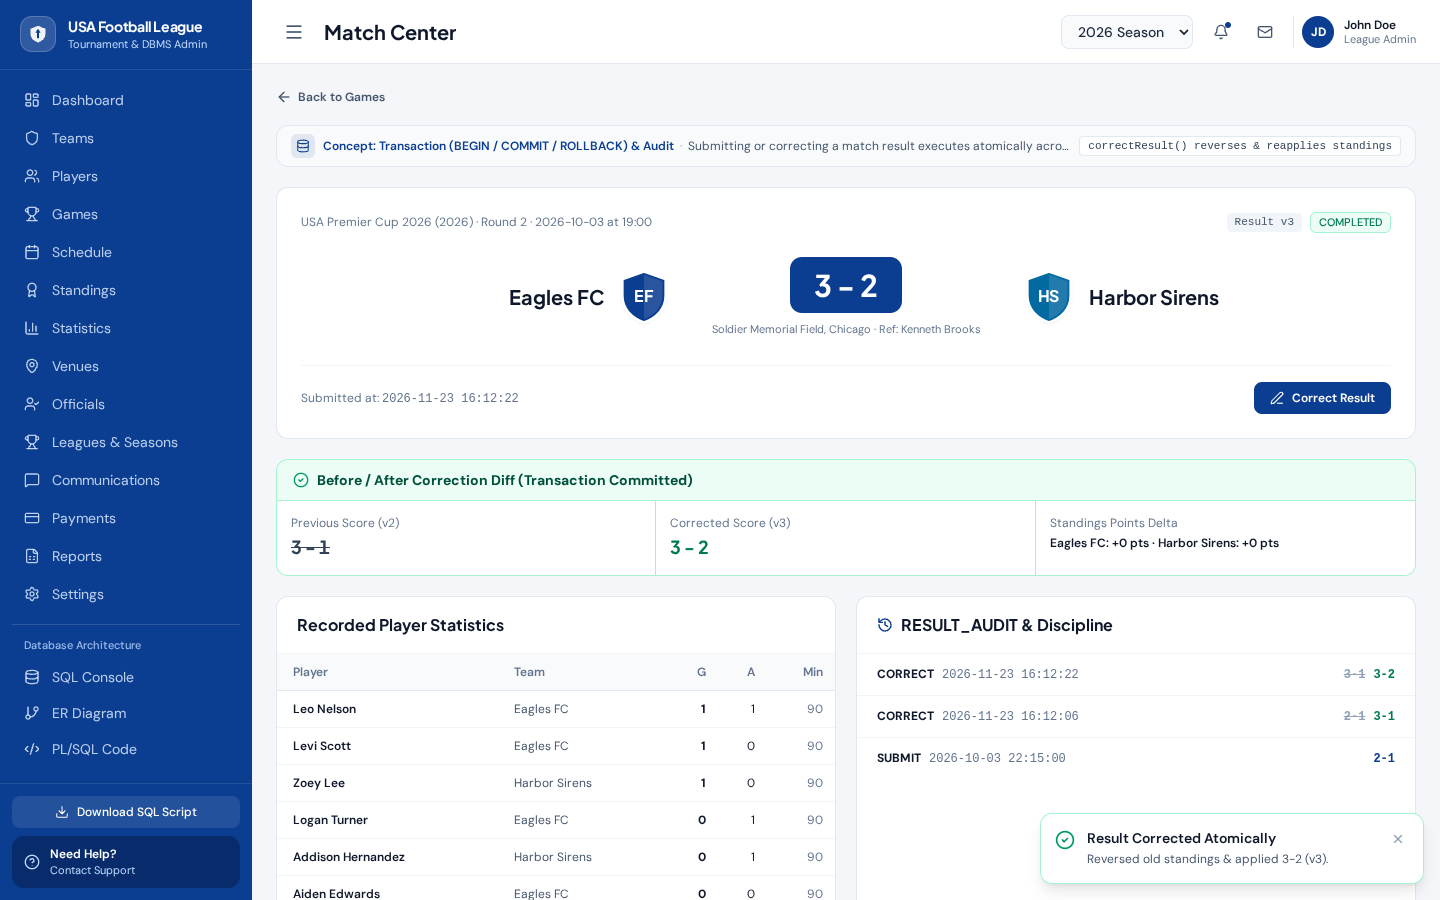 USA Football League
Tournament & DBMS Admin
Dashboard
Teams
Players
Games
Schedule
Standings
Statistics
Venues
Officials
Leagues & Seasons
Communications
Payments
Reports
Settings
Database Architecture
SQL Console
ER Diagram
PL/SQL Code
Download SQL Script
Need Help?
Contact Support
Match Center
2026 Season
JD
John Doe
League Admin
Back to Games
Concept: Transaction (BEGIN / COMMIT / ROLLBACK) & Audit · Submitting or correcting a match result executes atomically acro... correctResult() reverses & reapplies standings
USA Premier Cup 2026 (2026) · Round 2 · 2026-10-03 at 19:00
Result v3 COMPLETED
Eagles FC EF 3 – 2 HS Harbor Sirens
Soldier Memorial Field, Chicago · Ref: Kenneth Brooks
Submitted at: 2026-11-23 16:12:22
Correct Result
Before / After Correction Diff (Transaction Committed)
Previous Score (v2)
3 – 1
Corrected Score (v3)
3 – 2
Standings Points Delta
Eagles FC: +0 pts · Harbor Sirens: +0 pts
Recorded Player Statistics
Player Team G A Min
Leo Nelson Eagles FC 1 1 90
Levi Scott Eagles FC 1 0 90
Zoey Lee Harbor Sirens 1 0 90
Logan Turner Eagles FC 0 1 90
Addison Hernandez Harbor Sirens 0 1 90
Aiden Edwards Eagles FC 0 0 90
RESULT_AUDIT & Discipline
CORRECT 2026-11-23 16:12:22 3-1 3-2
CORRECT 2026-11-23 16:12:06 2-1 3-1
SUBMIT 2026-10-03 22:15:00 2-1
Result Corrected Atomically
Reversed old standings & applied 3-2 (v3).